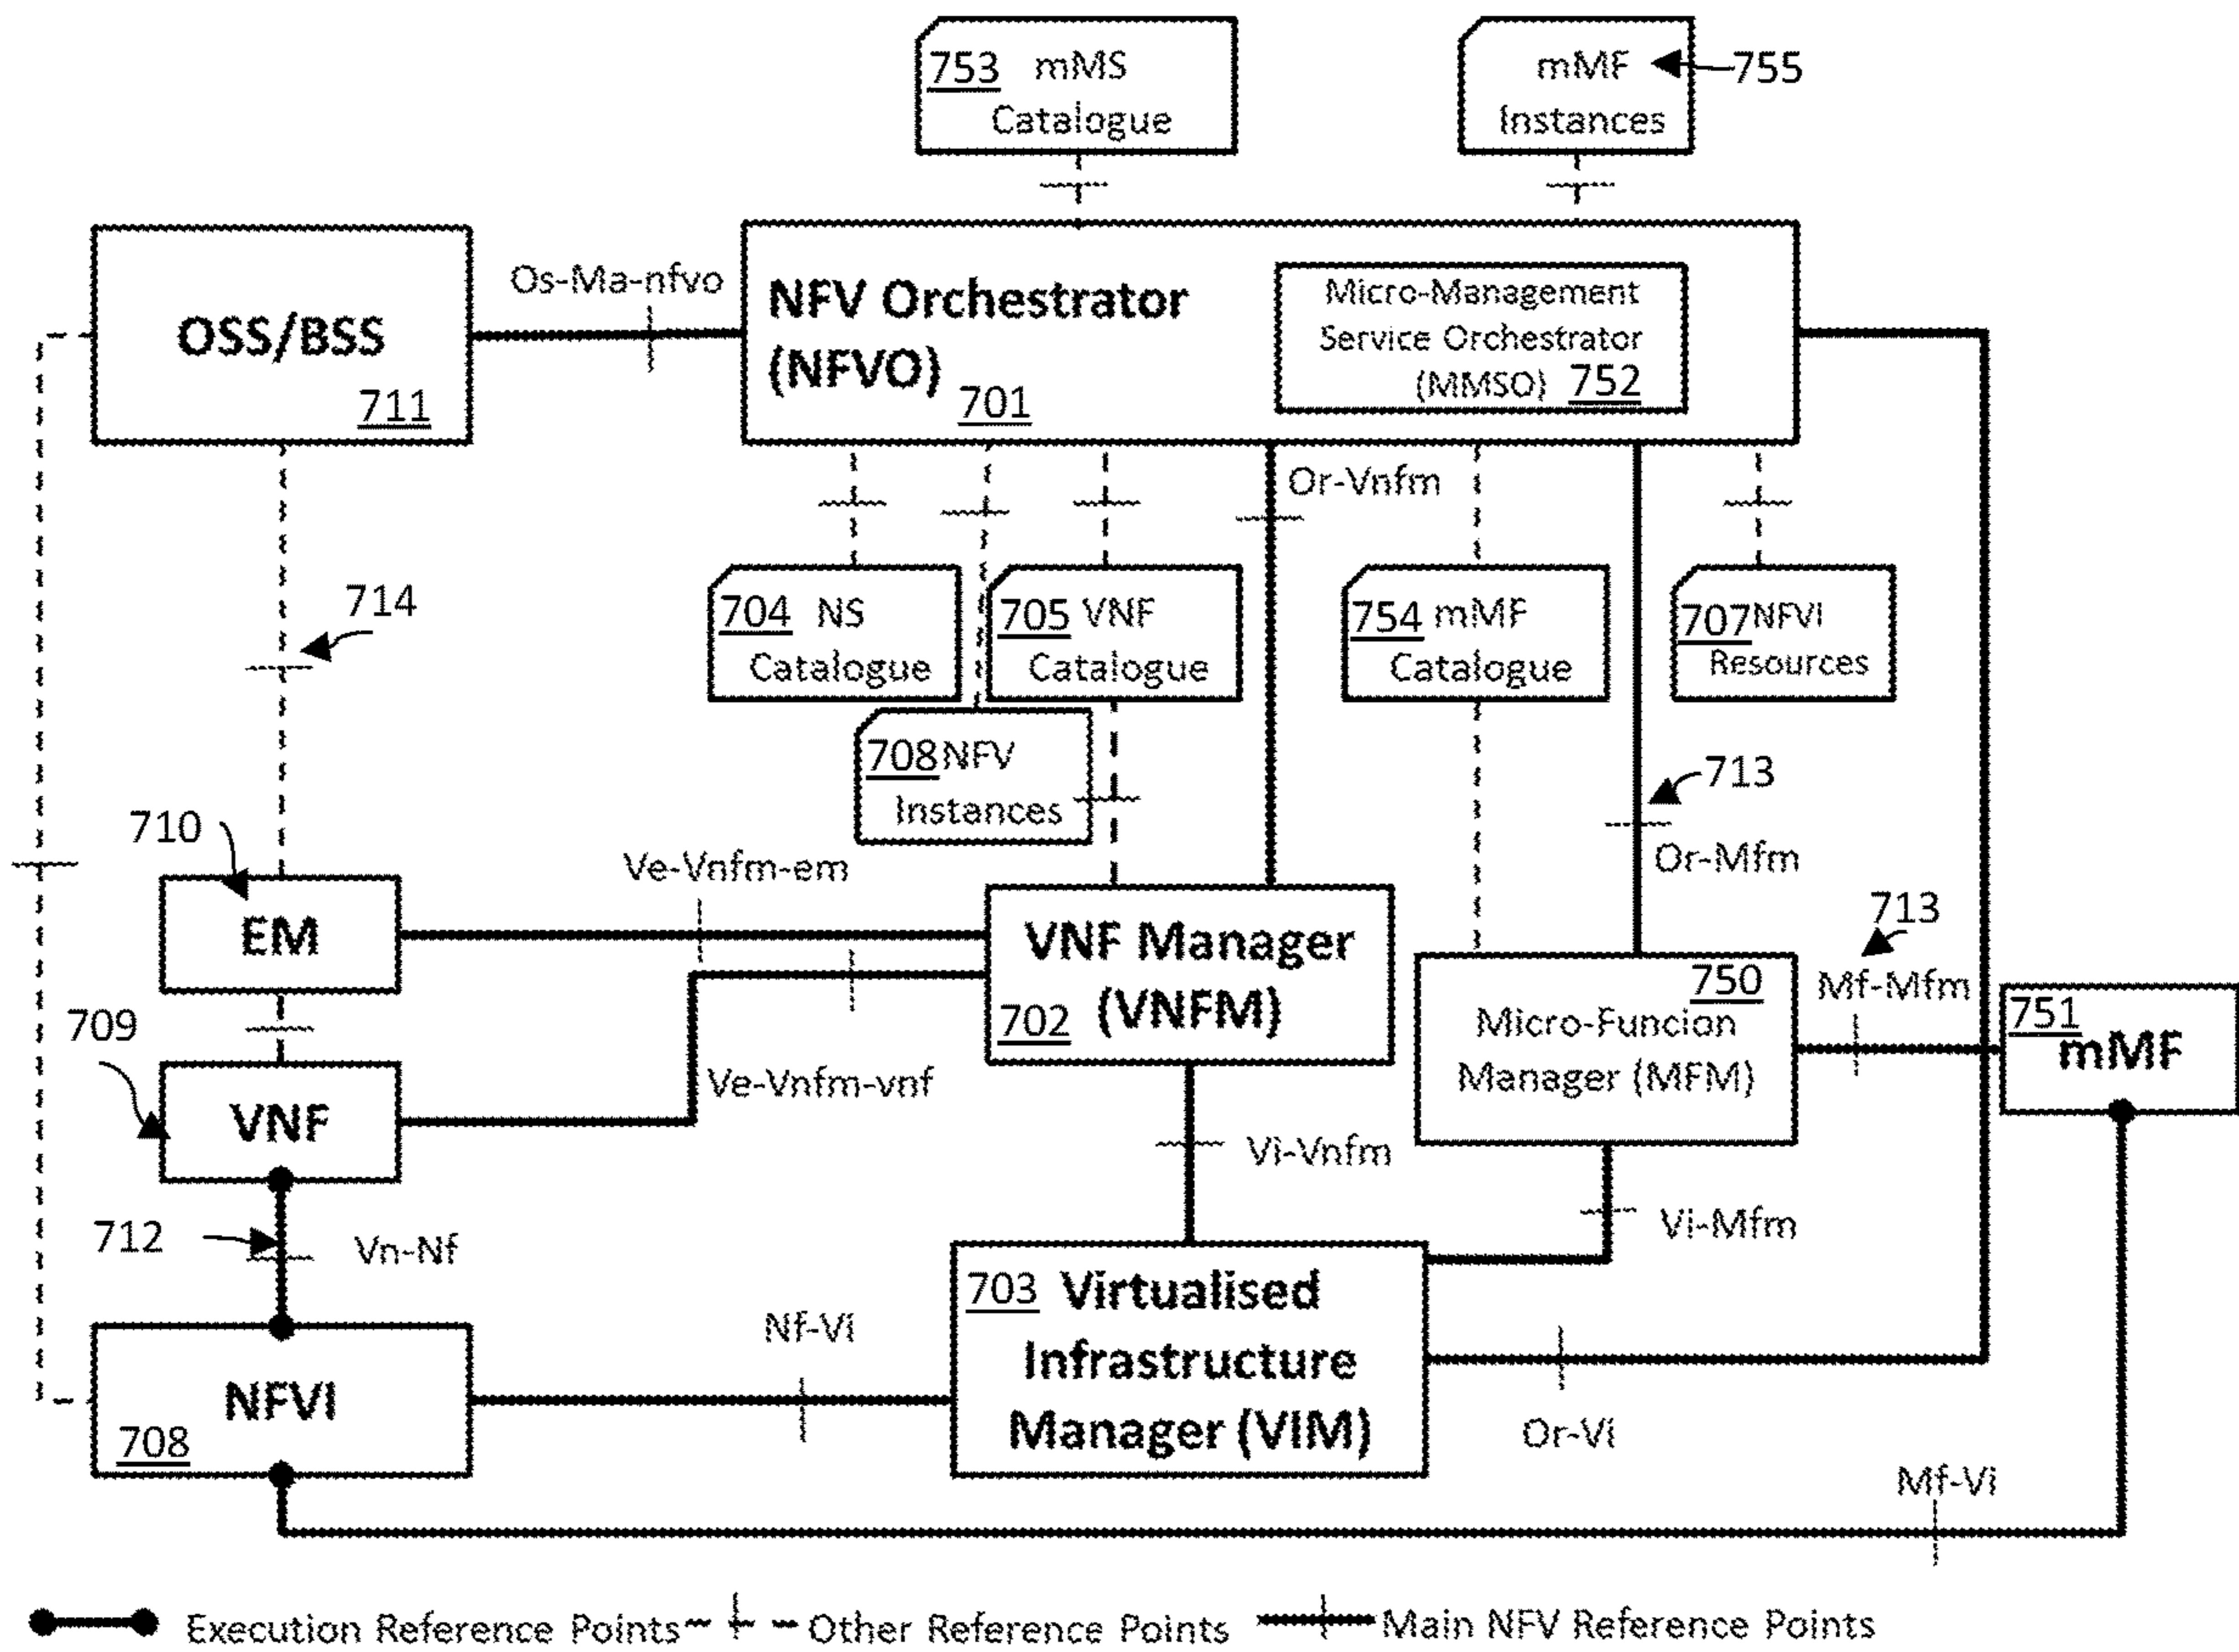 753 mMS
Catalogue
mMF
Instances
755
OSS/BSS
711
Os-Ma-nfvo
NFV Orchestrator
(NFVO)
701
Micro-Management
Service Orchestrator
(MMSO) 752
Or-Vnfm
714
704 NS
Catalogue
705 VNF
Catalogue
754 mMF
Catalogue
707 NFVI
Resources
708 NFV
Instances
713
Or-Mfm
710
EM
Ve-Vnfm-em
VNF Manager
(VNFM)
702
750
Micro-Funcion
Manager (MFM)
713
Mf-Mfm
751
mMF
709
VNF
Ve-Vnfm-vnf
Vi-Vnfm
Vi-Mfm
712
Vn-Nf
703 Virtualised
Infrastructure
Manager (VIM)
Nf-Vi
NFVI
708
Or-Vi
Mf-Vi
Execution Reference Points
Other Reference Points
Main NFV Reference Points